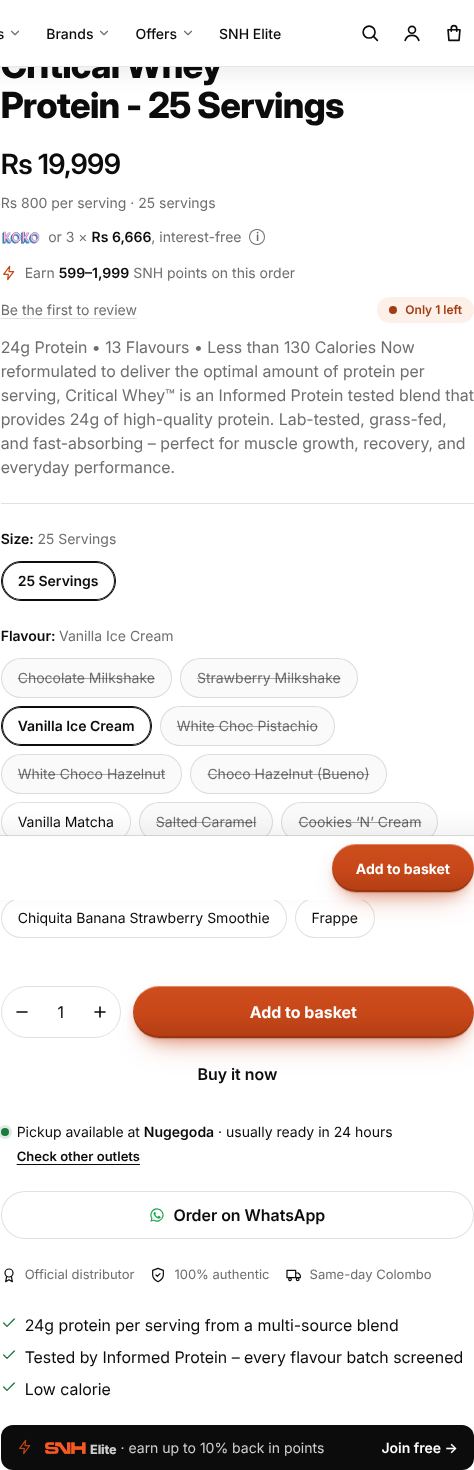 s Brands Offers SNH Elite
Critical Whey
Protein - 25 Servings
Rs 19,999
Rs 800 per serving · 25 servings
KOKO or 3 × Rs 6,666, interest-free
Earn 599–1,999 SNH points on this order
Be the first to review Only 1 left
24g Protein • 13 Flavours • Less than 130 Calories Now
reformulated to deliver the optimal amount of protein per
serving, Critical Whey™ is an Informed Protein tested blend that
provides 24g of high-quality protein. Lab-tested, grass-fed,
and fast-absorbing – perfect for muscle growth, recovery, and
everyday performance.
Size: 25 Servings
25 Servings
Flavour: Vanilla Ice Cream
Chocolate Milkshake Strawberry Milkshake
Vanilla Ice Cream White Choc Pistachio
White Choco Hazelnut Choco Hazelnut (Bueno)
Vanilla Matcha Salted Caramel Cookies ‘N’ Cream
Add to basket
Chiquita Banana Strawberry Smoothie Frappe
− 1 + Add to basket
Buy it now
Pickup available at Nugegoda · usually ready in 24 hours
Check other outlets
Order on WhatsApp
Official distributor 100% authentic Same-day Colombo
24g protein per serving from a multi-source blend
Tested by Informed Protein – every flavour batch screened
Low calorie
SNH Elite · earn up to 10% back in points Join free →